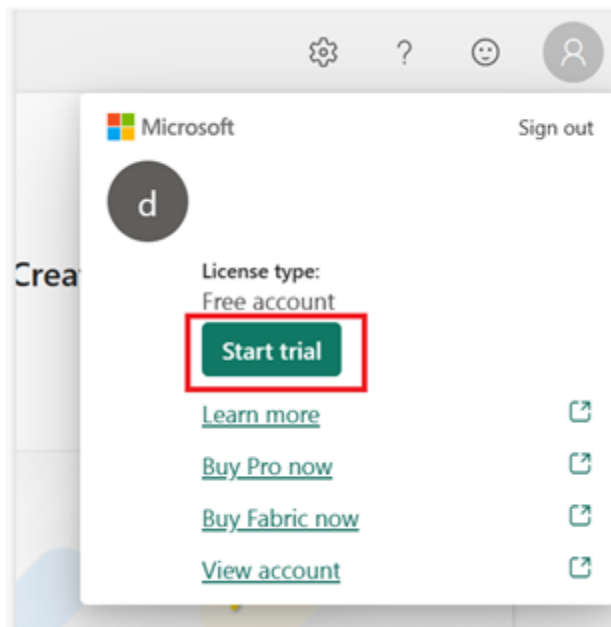 ?
Microsoft
Sign out
d
Crea
License type:
Free account
Start trial
Learn more
Buy Pro now
Buy Fabric now
View account